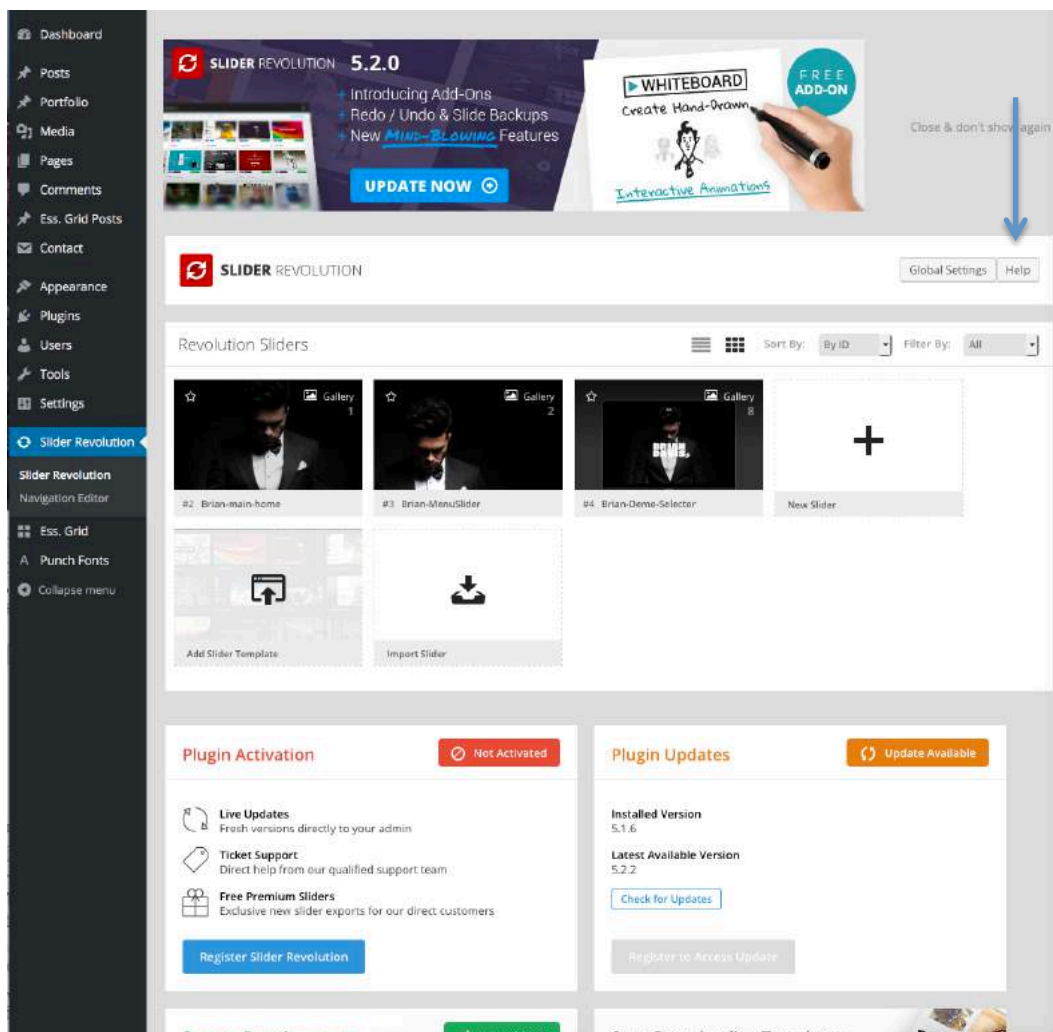 Dashboard
Posts
Portfolio
Media
Pages
Comments
Ess. Grid Posts
Contact
Appearance
Plugins
Users
Tools
Settings
Slider Revolution
Slider Revolution
Navigation Editor
Ess. Grid
Punch Fonts
Collapse menu
SLIDER REVOLUTION 5.2.0
+ Introducing Add-Ons
+ Redo / Undo & Slide Backups
+ New MIND-BLOWING Features
UPDATE NOW
WHITEBOARD
Create Hand-Drawn
Interactive Animations
FREE
ADD-ON
Close & don't show again
SLIDER REVOLUTION
Global Settings
Help
Revolution Sliders
Sort By: By ID
Filter By: All
Gallery
1
#2 Brian-main-home
Gallery
2
#3 Brian-MenuSlider
Gallery
8
BRIAN
DAVIS,
#4 Brian-Demo-Selector
New Slider
Add Slider Template
Import Slider
Plugin Activation
Not Activated
Live Updates
Fresh versions directly to your admin
Ticket Support
Direct help from our qualified support team
Free Premium Sliders
Exclusive new slider exports for our direct customers
Register Slider Revolution
Plugin Updates
Update Available
Installed Version
5.1.6
Latest Available Version
5.2.2
Check for Updates
Register to Access Update